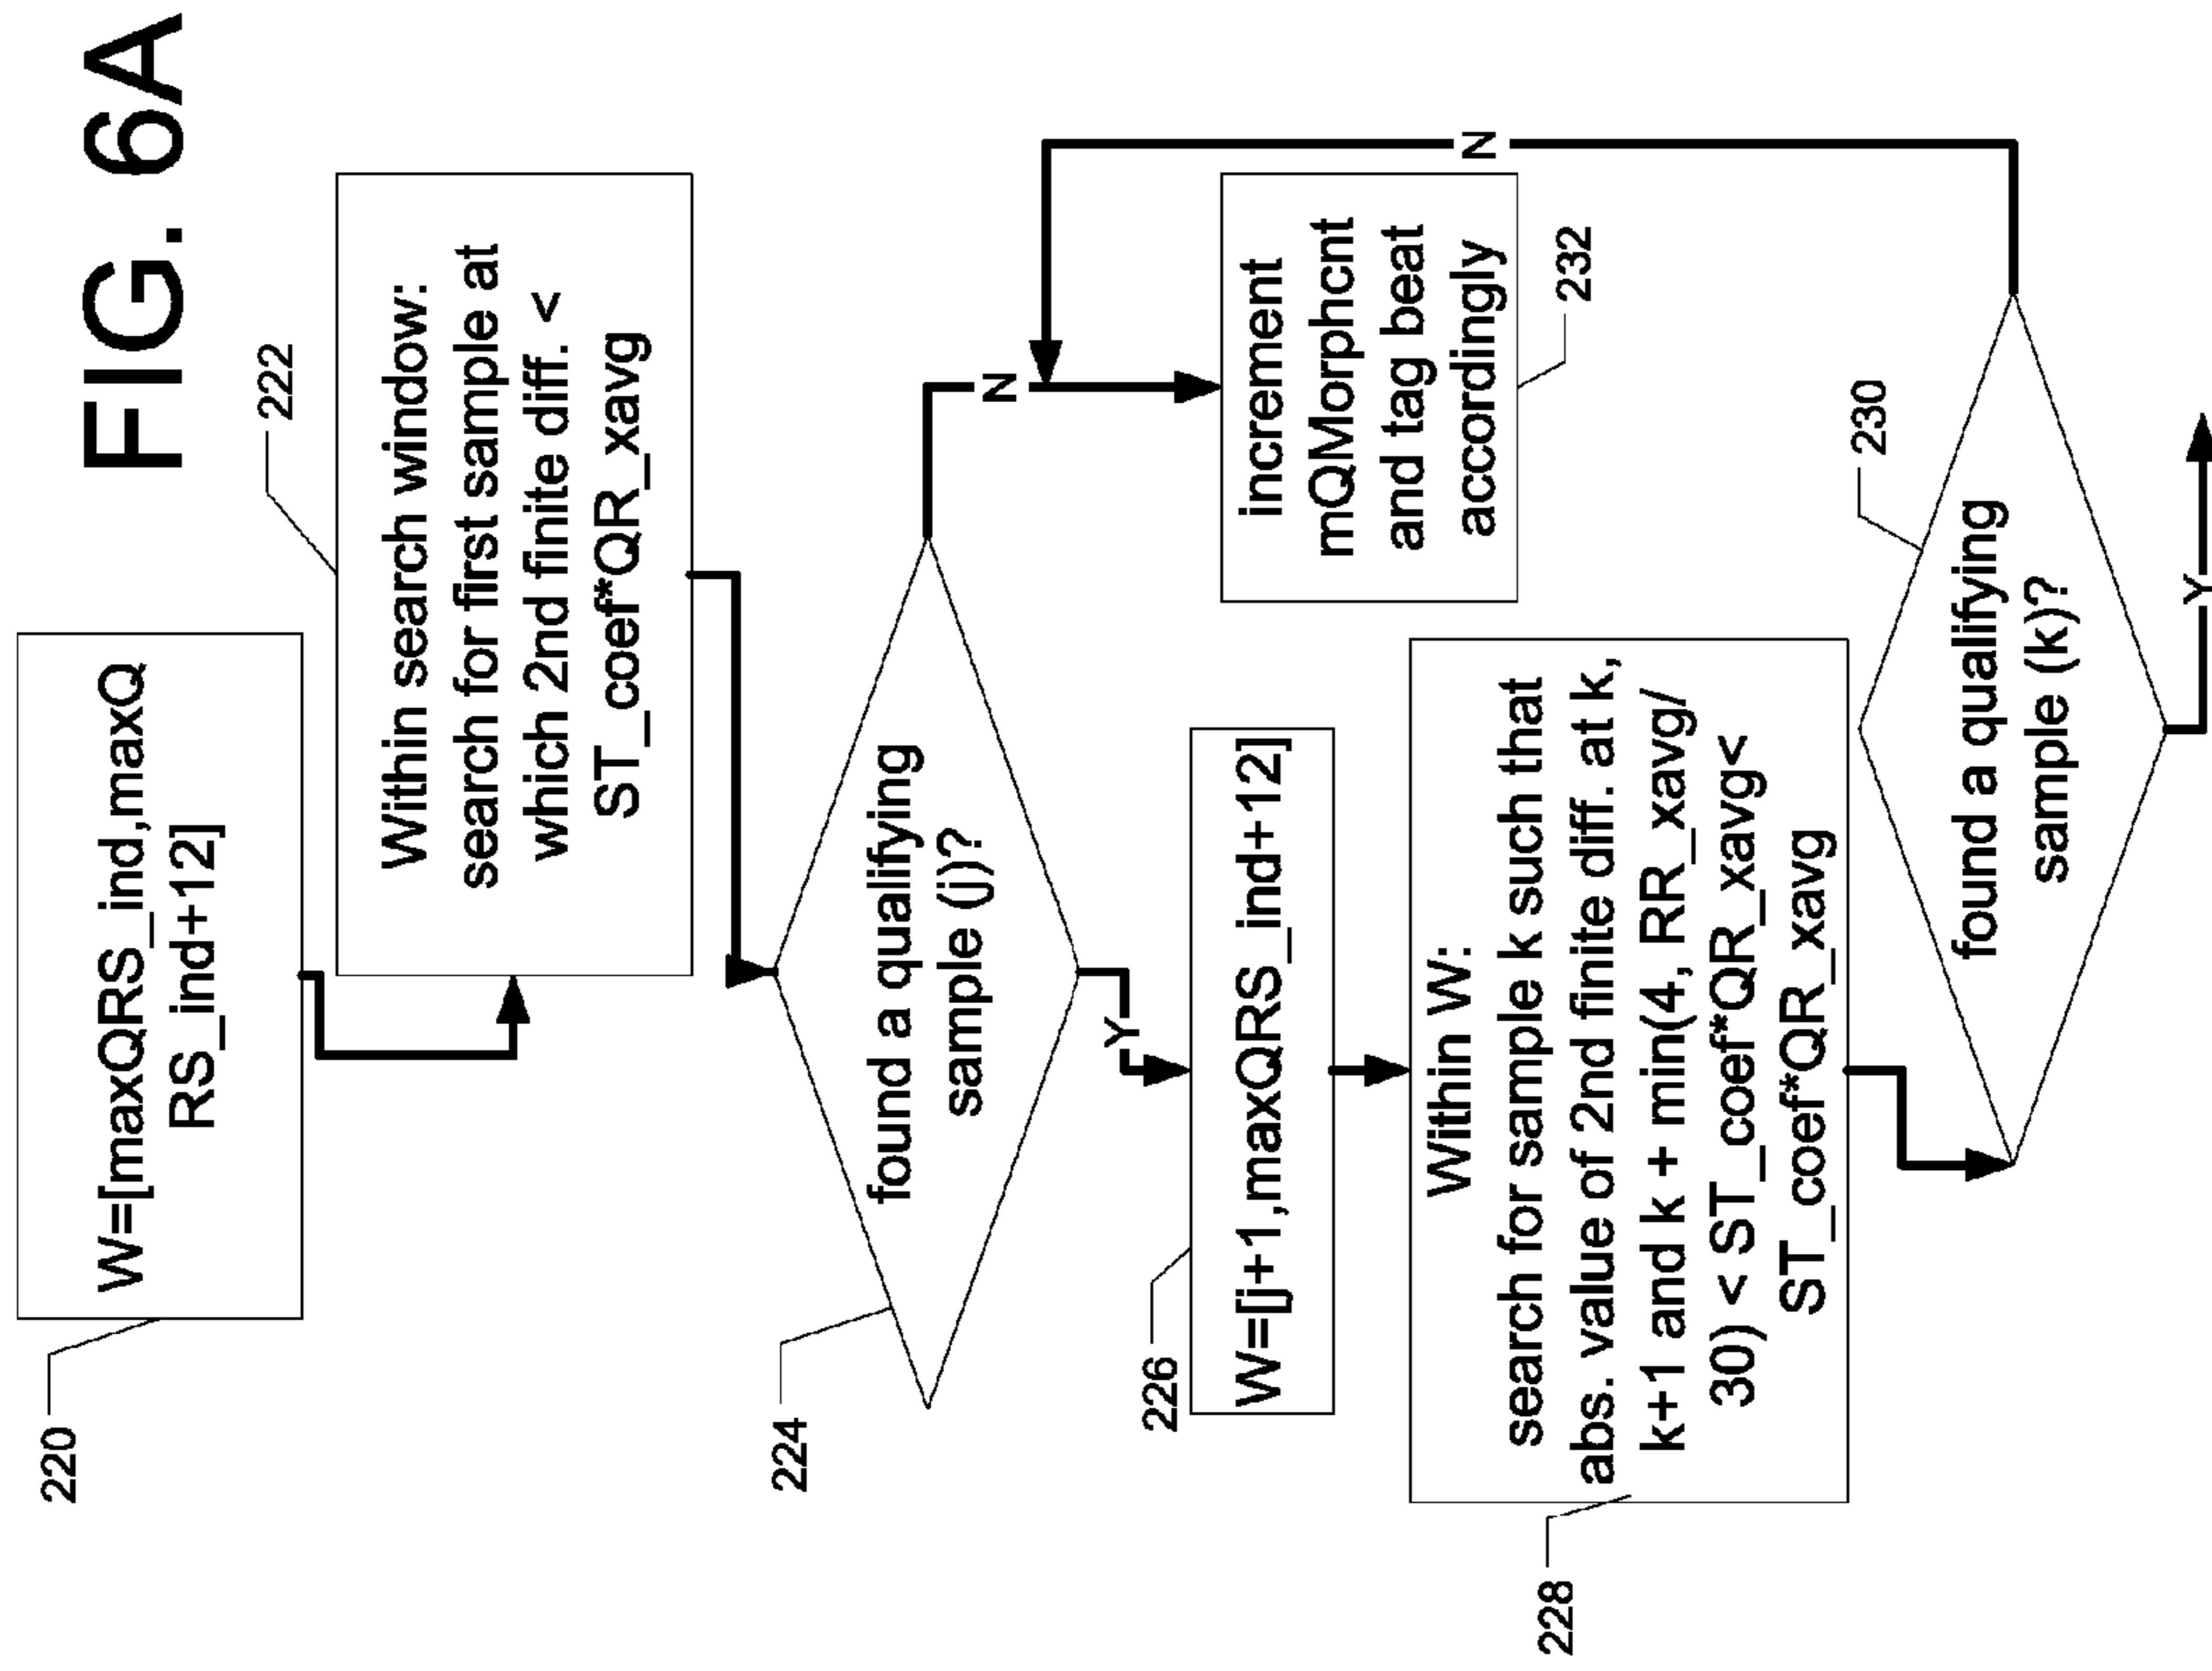 FIG. 6A
220
W=[maxQRS_ind,maxQ
RS_ind+12]
222
Within search window:
search for first sample at
which 2nd finite diff. <
ST_coef*QR_xavg
224
found a qualifying
sample (j)?
N
Y
226
W=[j+1,maxQRS_ind+12]
232
increment
mQMorphcnt
and tag beat
accordingly
228
Within W:
search for sample k such that
abs. value of 2nd finite diff. at k,
k+1 and k + min(4, RR_xavg/
30) < ST_coef*QR_xavg<
ST_coef*QR_xavg
230
found a qualifying
sample (k)?
N
Y